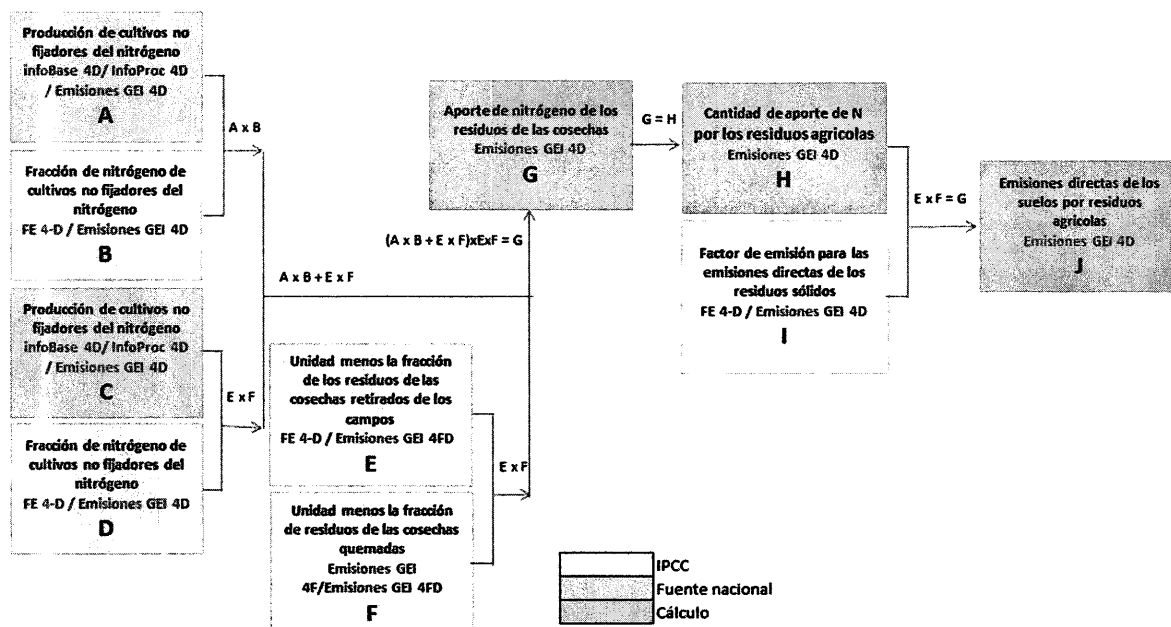 Producción de cultivos no
fijadores del nitrógeno
infoBase 4D/ InfoProc 4D
/ Emisiones GEI 4D
A
A x B
Fracción de nitrógeno de
cultivos no fijadores del
nitrógeno
FE 4-D / Emisiones GEI 4D
B
Producción de cultivos no
fijadores del nitrógeno
infoBase 4D/ InfoProc 4D
/ Emisiones GEI 4D
C
E x F
Fracción de nitrógeno de
cultivos no fijadores del
nitrógeno
FE 4-D / Emisiones GEI 4D
D
A x B + E x F
Unidad menos la fracción
de los residuos de las
cosechas retirados de los
campos
FE 4-D / Emisiones GEI 4FD
E
E x F
Unidad menos la fracción
de residuos de las cosechas
quemadas
Emisiones GEI
4F/Emisiones GEI 4FD
F
(A x B + E x F)xExF = G
Aporte de nitrógeno de los
residuos de las cosechas
Emisiones GEI 4D
G
G = H
Cantidad de aporte de N
por los residuos agricolas
Emisiones GEI 4D
H
Factor de emisión para las
emisiones directas de los
residuos sólidos
FE 4-D / Emisiones GEI 4D
I
E x F = G
Emisiones directas de los
suelos por residuos
agricolas
Emisiones GEI 4D
J
IPCC
Fuente nacional
Cálculo